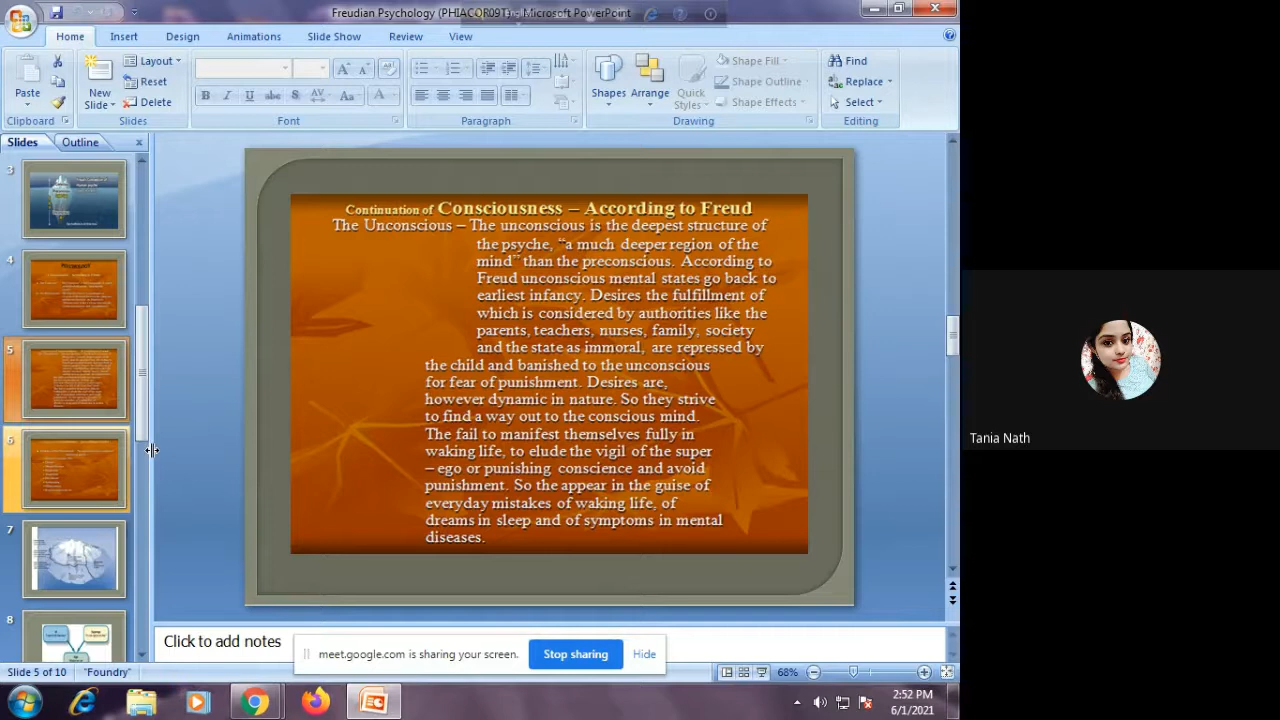 Freudian Psychology (PHIACOR09T) - Microsoft PowerPoint
Home Insert Design Slide Show Animations Review View
Paste
New Slide
Layout
Reset
Delete
B I U abc S AV Aa A
Shapes Arrange Quick Styles
Shape Fill
Shape Outline
Shape Effects
Find
Replace
Select
Clipboard Slides Font Paragraph Drawing Editing
Slides Outline
3
4
5
6
7
8
Continuation of Consciousness – According to Freud
The Unconscious – The unconscious is the deepest structure of
the psyche, “a much deeper region of the
mind” than the preconscious. According to
Freud unconscious mental states go back to
earliest infancy. Desires the fulfillment of
which is considered by authorities like the
parents, teachers, nurses, family, society
and the state as immoral, are repressed by
the child and banished to the unconscious
for fear of punishment. Desires are,
however dynamic in nature. So they strive
to find a way out to the conscious mind.
The fail to manifest themselves fully in
waking life, to elude the vigil of the super
– ego or punishing conscience and avoid
punishment. So the appear in the guise of
everyday mistakes of waking life, of
dreams in sleep and of symptoms in mental
diseases.
Click to add notes
meet.google.com is sharing your screen. Stop sharing Hide
Slide 5 of 10 "Foundry" 68%
2:52 PM
6/1/2021
Tania Nath